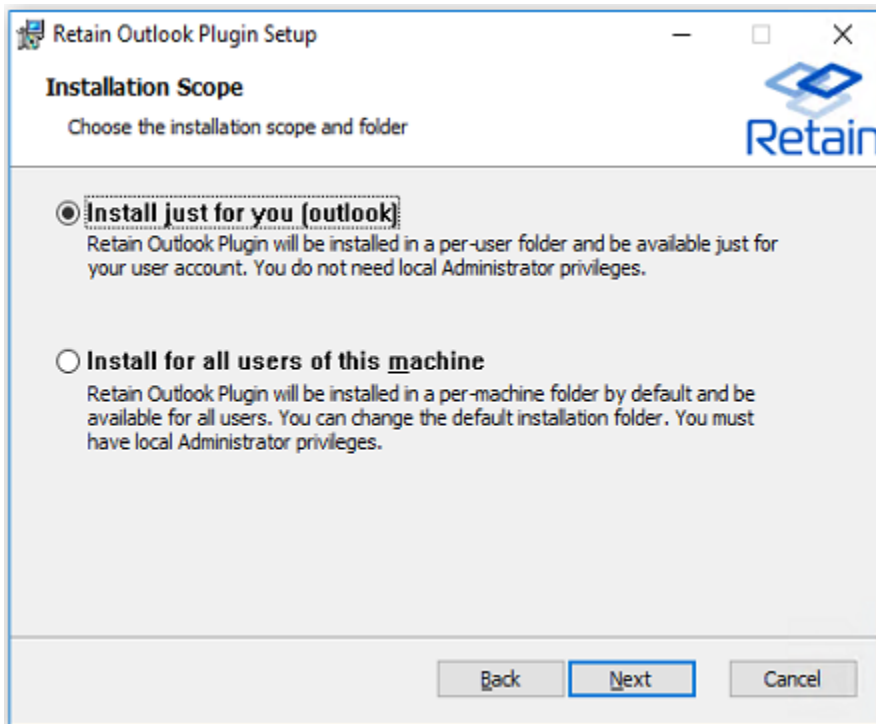 Retain Outlook Plugin Setup
Installation Scope
Choose the installation scope and folder
Retain
Install just for you (outlook)
Retain Outlook Plugin will be installed in a per-user folder and be available just for
your user account. You do not need local Administrator privileges.
Install for all users of this machine
Retain Outlook Plugin will be installed in a per-machine folder by default and be
available for all users. You can change the default installation folder. You must
have local Administrator privileges.
Back Next Cancel